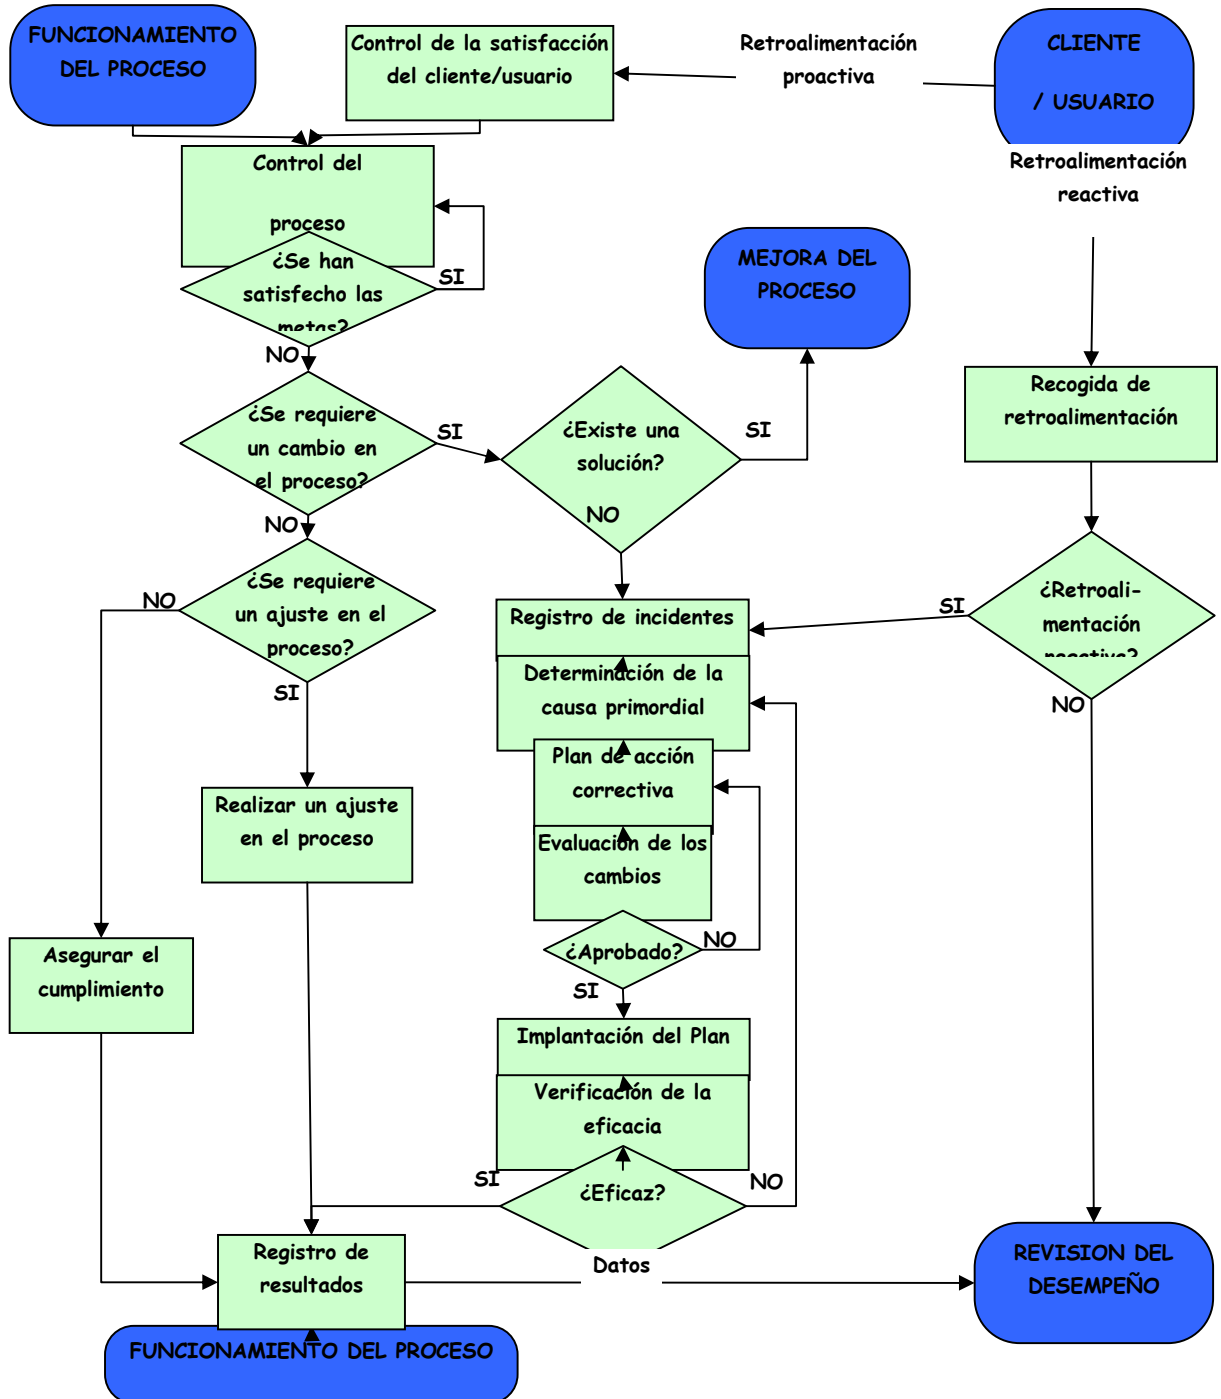 FUNCIONAMIENTO
DEL PROCESO
Control de la satisfacción
del cliente/usuario
Retroalimentación
proactiva
CLIENTE
/ USUARIO
Retroalimentación
reactiva
Control del
proceso
¿Se han
satisfecho las
metas?
SI
NO
MEJORA DEL
PROCESO
¿Se requiere
un cambio en
el proceso?
SI
NO
¿Existe una
solución?
SI
NO
Recogida de
retroalimentación
¿Se requiere
un ajuste en el
proceso?
NO
SI
Registro de incidentes
SI
¿Retroali-
mentación
negativa?
NO
Determinación de la
causa primordial
Plan de acción
correctiva
Realizar un ajuste
en el proceso
Evaluación de los
cambios
¿Aprobado?
NO
SI
Asegurar el
cumplimiento
Implantación del Plan
Verificación de la
eficacia
SI
¿Eficaz?
NO
Registro de
resultados
Datos
REVISION DEL
DESEMPEÑO
FUNCIONAMIENTO DEL PROCESO